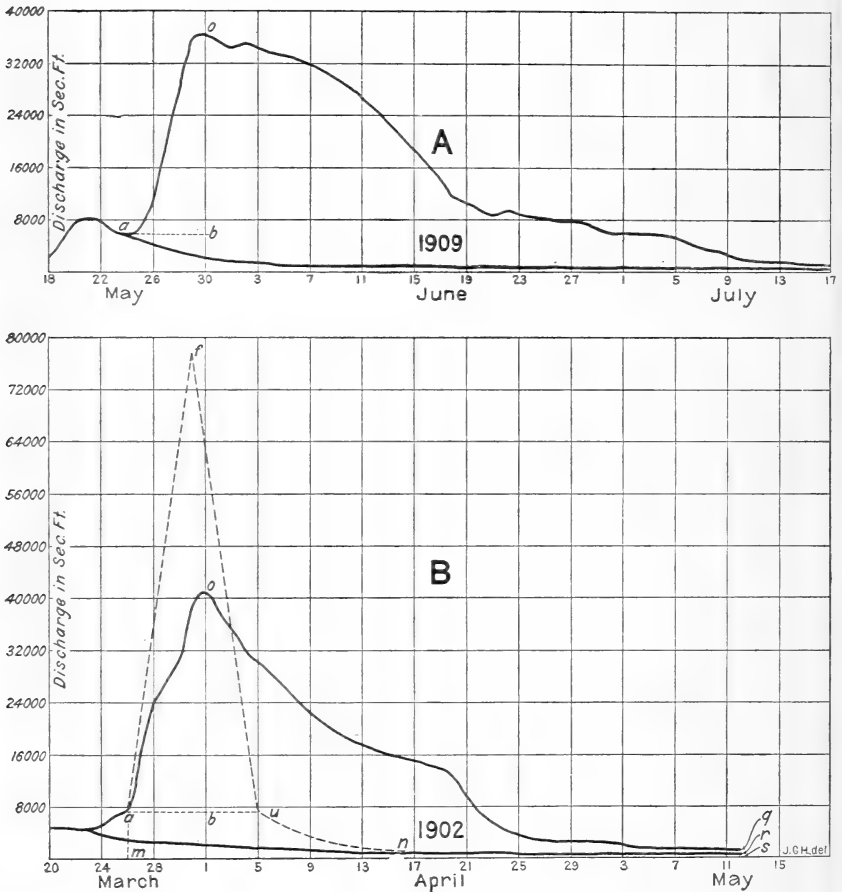 40000
32000
24000
16000
8000
Discharge in Sec. Ft.
o
A
a
b
1909
18 22 26 30 3 7 11 15 19 23 27 1 5 9 13 17
May June July
80000
72000
64000
56000
48000
40000
32000
24000
16000
8000
Discharge in Sec. Ft.
f
o
B
a
b
u
1902
m
n
q
r
s
J.G.H. del
20 24 28 1 5 9 13 17 21 25 29 3 7 11 15
March April May